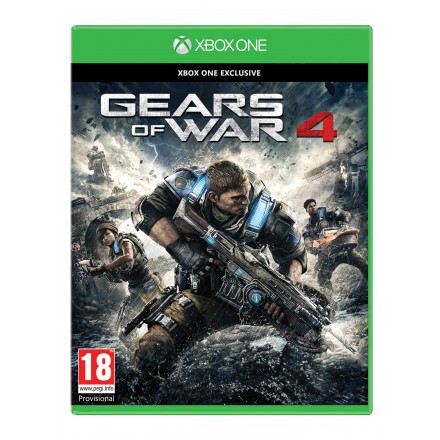 XBOX ONE
XBOX ONE EXCLUSIVE
GEARS
OF WAR 4
18
www.pegi.info
Provisional